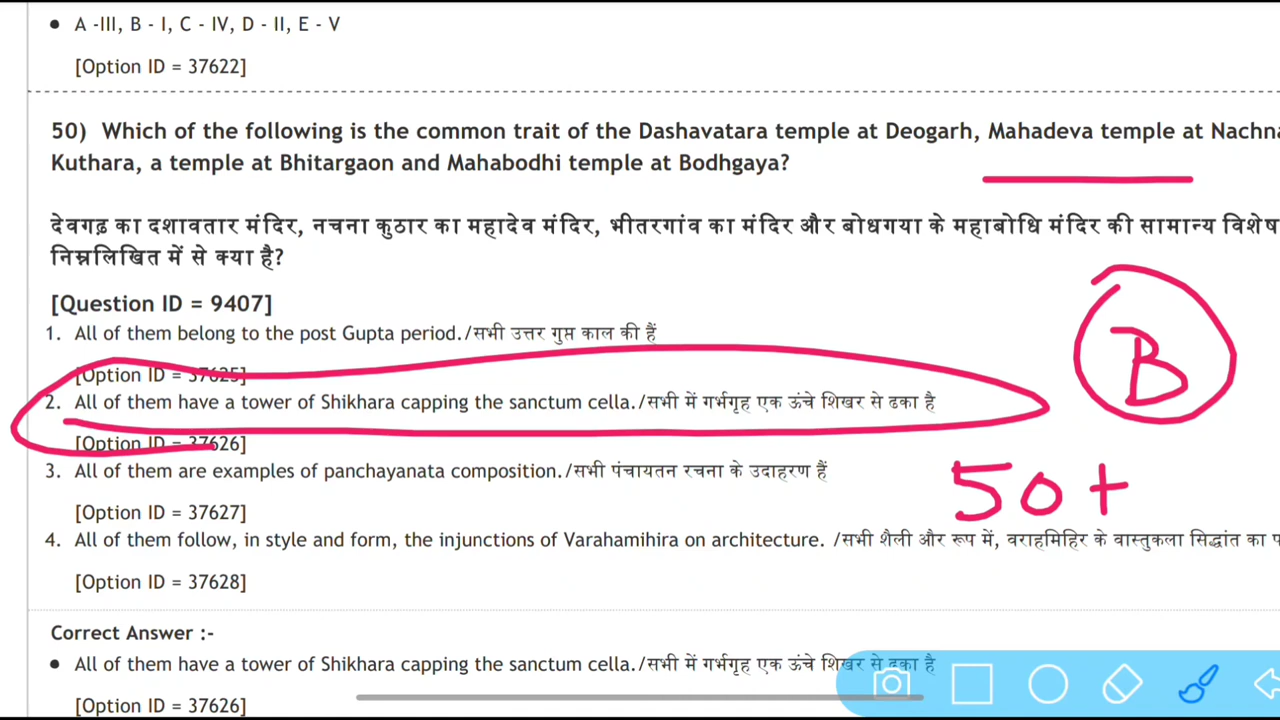 • A -III, B - I, C - IV, D - II, E - V
[Option ID = 37622]
50) Which of the following is the common trait of the Dashavatara temple at Deogarh, Mahadeva temple at Nachna
Kuthara, a temple at Bhitargaon and Mahabodhi temple at Bodhgaya?
देवगढ़ का दशावतार मंदिर, नचना कुठार का महादेव मंदिर, भीतरगांव का मंदिर और बोधगया के महाबोधि मंदिर की सामान्य विशेष
निम्नलिखित में से क्या है?
[Question ID = 9407]
1. All of them belong to the post Gupta period./सभी उत्तर गुप्त काल की हैं
[Option ID = 37625]
2. All of them have a tower of Shikhara capping the sanctum cella./सभी में गर्भगृह एक ऊंचे शिखर से ढका है
B
[Option ID = 37626]
3. All of them are examples of panchayanata composition./सभी पंचायतन रचना के उदाहरण हैं
50+
[Option ID = 37627]
4. All of them follow, in style and form, the injunctions of Varahamihira on architecture. /सभी शैली और रूप में, वराहमिहिर के वास्तुकला सिद्धांत का प
[Option ID = 37628]
Correct Answer :-
• All of them have a tower of Shikhara capping the sanctum cella./सभी में गर्भगृह एक ऊंचे शिखर से ढका है
[Option ID = 37626]